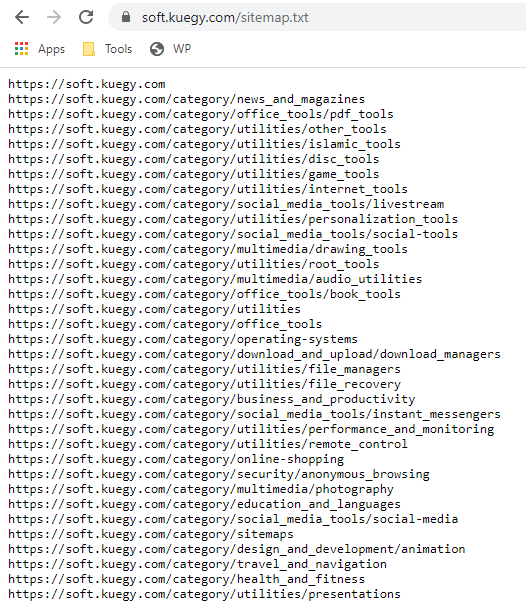 soft.kuegy.com/sitemap.txt
Apps Tools WP
https://soft.kuegy.com
https://soft.kuegy.com/category/news_and_magazines
https://soft.kuegy.com/category/office_tools/pdf_tools
https://soft.kuegy.com/category/utilities/other_tools
https://soft.kuegy.com/category/utilities/islamic_tools
https://soft.kuegy.com/category/utilities/disc_tools
https://soft.kuegy.com/category/utilities/game_tools
https://soft.kuegy.com/category/utilities/internet_tools
https://soft.kuegy.com/category/social_media_tools/livestream
https://soft.kuegy.com/category/utilities/personalization_tools
https://soft.kuegy.com/category/social_media_tools/social-tools
https://soft.kuegy.com/category/multimedia/drawing_tools
https://soft.kuegy.com/category/utilities/root_tools
https://soft.kuegy.com/category/multimedia/audio_utilities
https://soft.kuegy.com/category/office_tools/book_tools
https://soft.kuegy.com/category/utilities
https://soft.kuegy.com/category/office_tools
https://soft.kuegy.com/category/operating-systems
https://soft.kuegy.com/category/download_and_upload/download_managers
https://soft.kuegy.com/category/utilities/file_managers
https://soft.kuegy.com/category/utilities/file_recovery
https://soft.kuegy.com/category/business_and_productivity
https://soft.kuegy.com/category/social_media_tools/instant_messengers
https://soft.kuegy.com/category/utilities/performance_and_monitoring
https://soft.kuegy.com/category/utilities/remote_control
https://soft.kuegy.com/category/online-shopping
https://soft.kuegy.com/category/security/anonymous_browsing
https://soft.kuegy.com/category/multimedia/photography
https://soft.kuegy.com/category/education_and_languages
https://soft.kuegy.com/category/social_media_tools/social-media
https://soft.kuegy.com/category/sitemaps
https://soft.kuegy.com/category/design_and_development/animation
https://soft.kuegy.com/category/travel_and_navigation
https://soft.kuegy.com/category/health_and_fitness
https://soft.kuegy.com/category/utilities/presentations